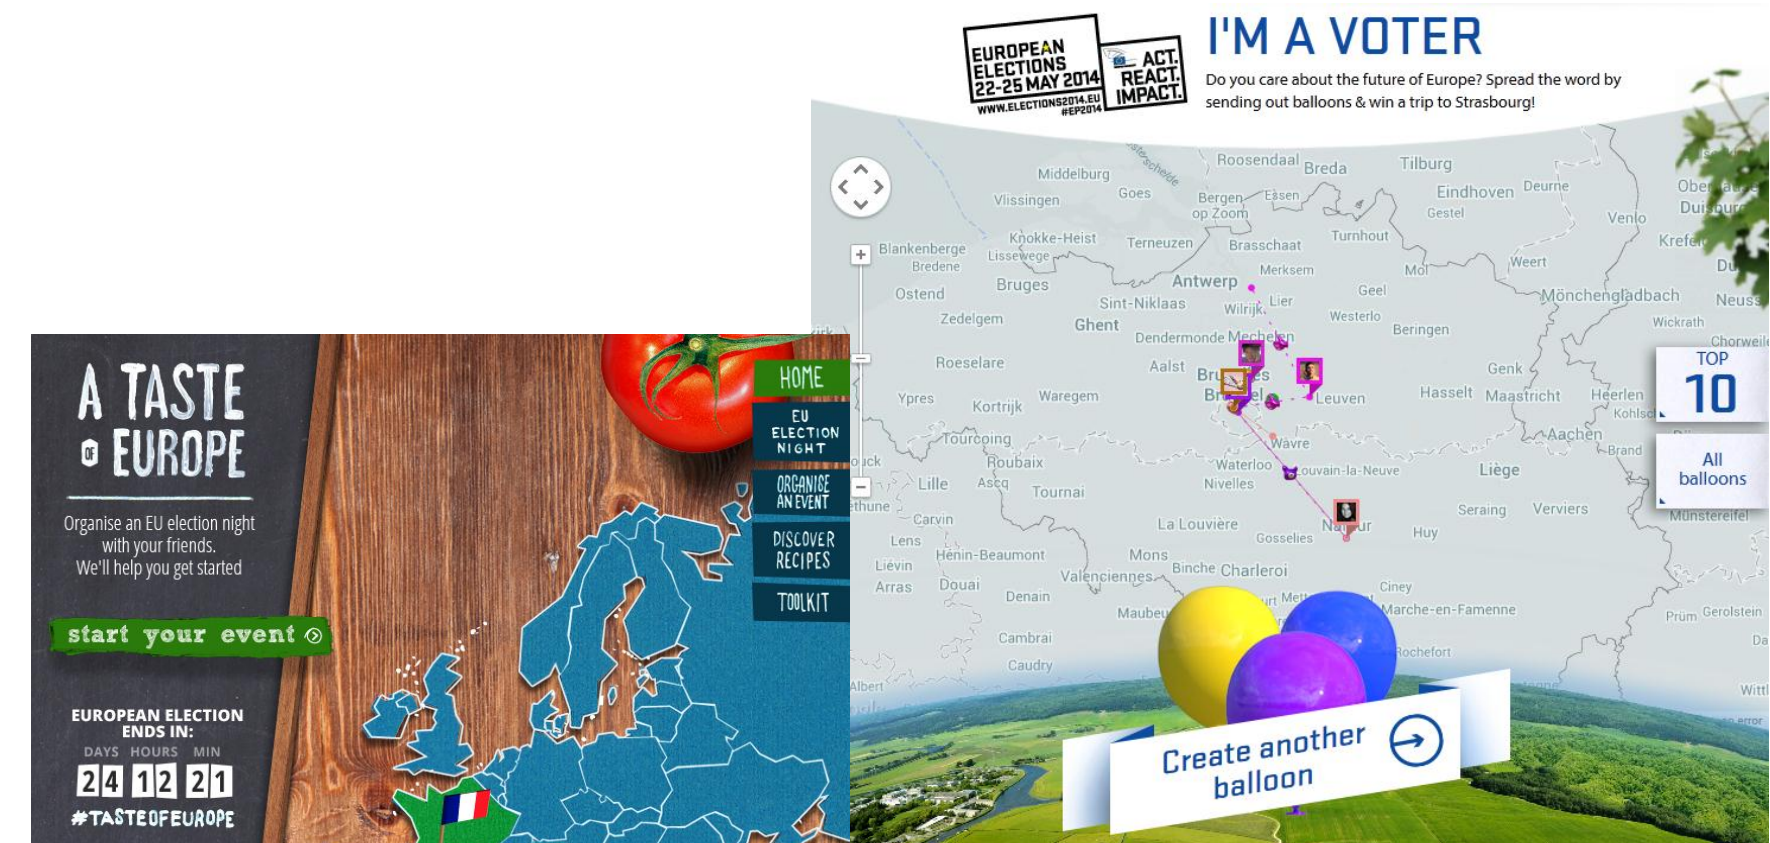 A TASTE
OF EUROPE
Organise an EU election night
with your friends.
We'll help you get started
start your event
EUROPEAN ELECTION
ENDS IN:
DAYS HOURS MIN
24 12 21
#TASTEOFEUROPE
HOME
EU
ELECTION
NIGHT
ORGANISE
AN EVENT
DISCOVER
RECIPES
TOOLKIT
EUROPEAN
ELECTIONS
22-25 MAY 2014
WWW.ELECTIONS2014.EU
#EP2014
ACT.
REACT.
IMPACT.
I'M A VOTER
Do you care about the future of Europe? Spread the word by
sending out balloons & win a trip to Strasbourg!
Roosendaal
Breda
Tilburg
Middelburg
Goes
Vlissingen
Bergen
op Zoom
Essen
Eindhoven
Deurne
Gestel
Venlo
Knokke-Heist
Lissewege
Terneuzen
Brasschaat
Turnhout
Blankenberge
Bredene
Bruges
Antwerp
Merksem
Mol
Weert
Ostend
Sint-Niklaas
Wilrijk
Lier
Geel
Mönchengladbach
Neuss
Zedelgem
Ghent
Westerlo
Wickrath
Dendermonde
Mechelen
Beringen
Roeselare
Aalst
Genk
Ypres
Kortrijk
Waregem
Leuven
Hasselt
Maastricht
Heerlen
Tourcoing
Wavre
Aachen
Brand
Roubaix
Waterloo
Louvain-la-Neuve
Liège
Lille
Ascq
Tournai
Nivelles
Carvin
La Louvière
Seraing
Verviers
Münstereifel
Lens
Gosselies
Huy
Hénin-Beaumont
Mons
Liévin
Binche
Charleroi
Arras
Douai
Valenciennes
Ciney
Denain
Marche-en-Famenne
Prüm
Gerolstein
Cambrai
Rochefort
Caudry
Albert
TOP
10
All
balloons
Create another
balloon